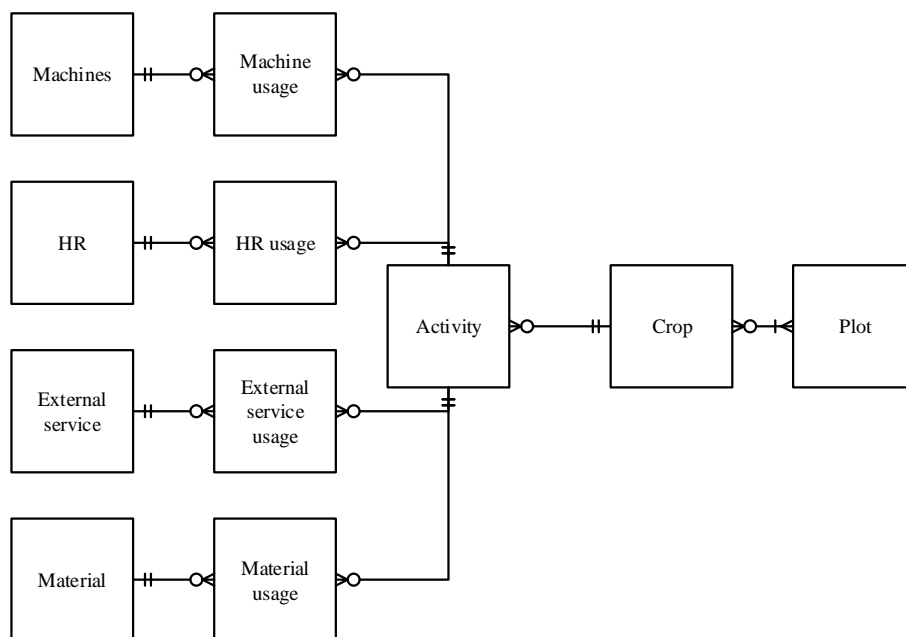 Machines
Machine
usage
HR
HR usage
Activity
Crop
Plot
External
service
External
service
usage
Material
Material
usage